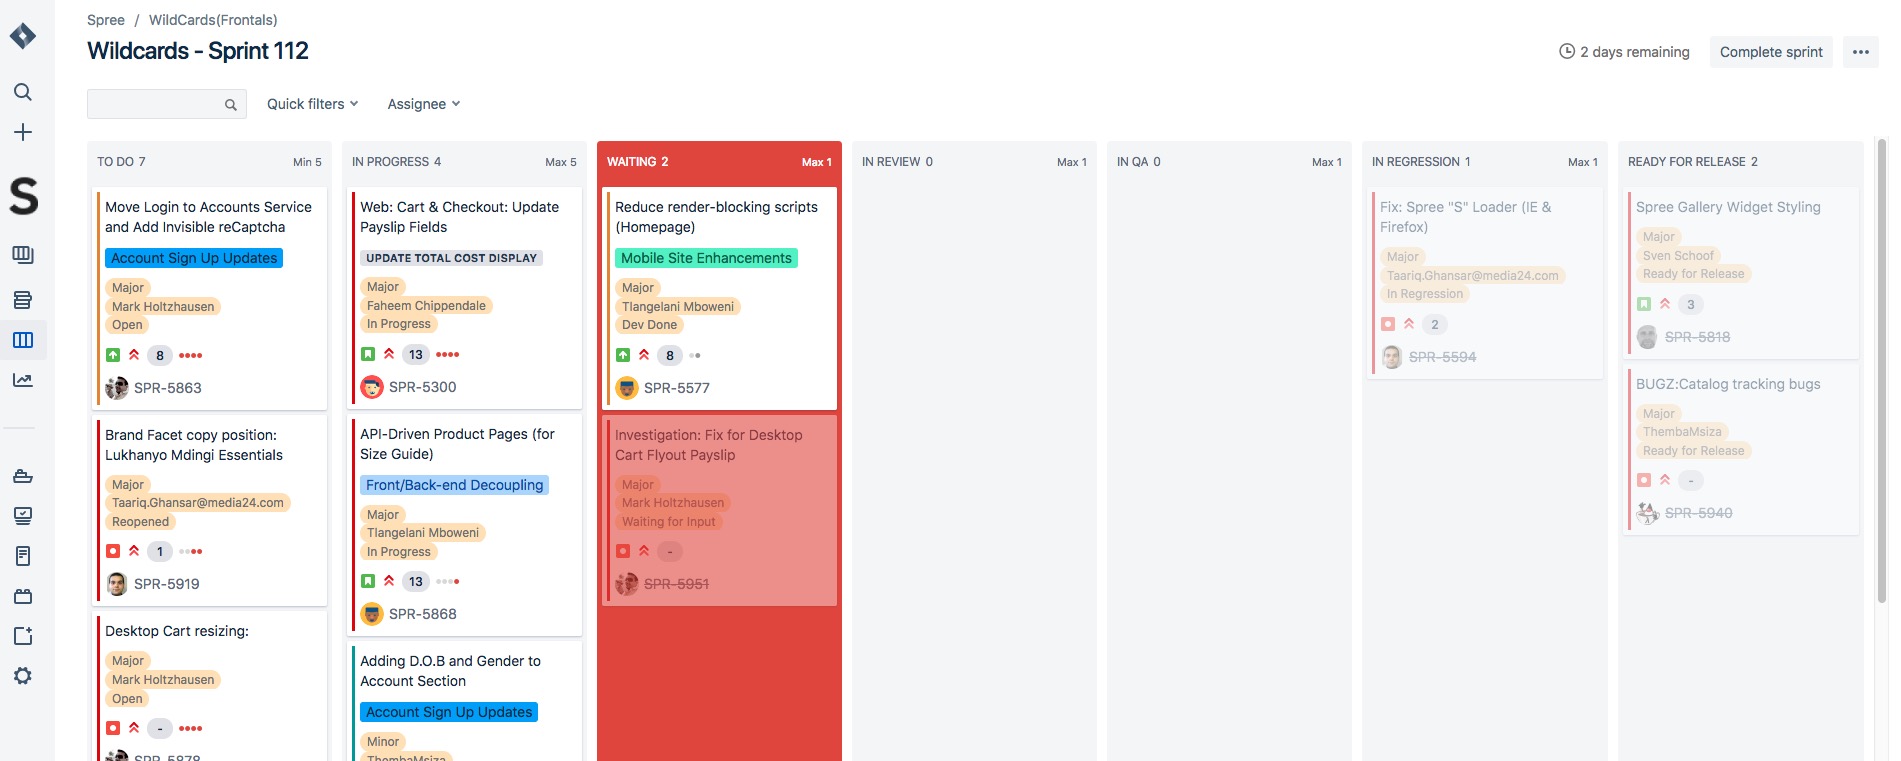 Spree / WildCards(Frontals)
Wildcards - Sprint 112
2 days remaining
Complete sprint
Quick filters
Assignee
S
TO DO 7 Min 5
Move Login to Accounts Service
and Add Invisible reCaptcha
Account Sign Up Updates
Major
Mark Holtzhausen
Open
8
SPR-5863
Brand Facet copy position:
Lukhanyo Mdingi Essentials
Major
Taariq.Ghansar@media24.com
Reopened
1
SPR-5919
Desktop Cart resizing:
Major
Mark Holtzhausen
Open
-
SPR-5878
IN PROGRESS 4 Max 5
Web: Cart & Checkout: Update
Payslip Fields
UPDATE TOTAL COST DISPLAY
Major
Faheem Chippendale
In Progress
13
SPR-5300
API-Driven Product Pages (for
Size Guide)
Front/Back-end Decoupling
Major
Tlangelani Mboweni
In Progress
13
SPR-5868
Adding D.O.B and Gender to
Account Section
Account Sign Up Updates
Minor
ThembaMsiza
WAITING 2 Max 1
Reduce render-blocking scripts
(Homepage)
Mobile Site Enhancements
Major
Tlangelani Mboweni
Dev Done
8
SPR-5577
Investigation: Fix for Desktop
Cart Flyout Payslip
Major
Mark Holtzhausen
Waiting for Input
-
SPR-5951
IN REVIEW 0 Max 1
IN QA 0 Max 1
IN REGRESSION 1 Max 1
Fix: Spree "S" Loader (IE &
Firefox)
Major
Taariq.Ghansar@media24.com
In Regression
2
SPR-5594
READY FOR RELEASE 2
Spree Gallery Widget Styling
Major
Sven Schoof
Ready for Release
3
SPR-5818
BUGZ:Catalog tracking bugs
Major
ThembaMsiza
Ready for Release
-
SPR-5940